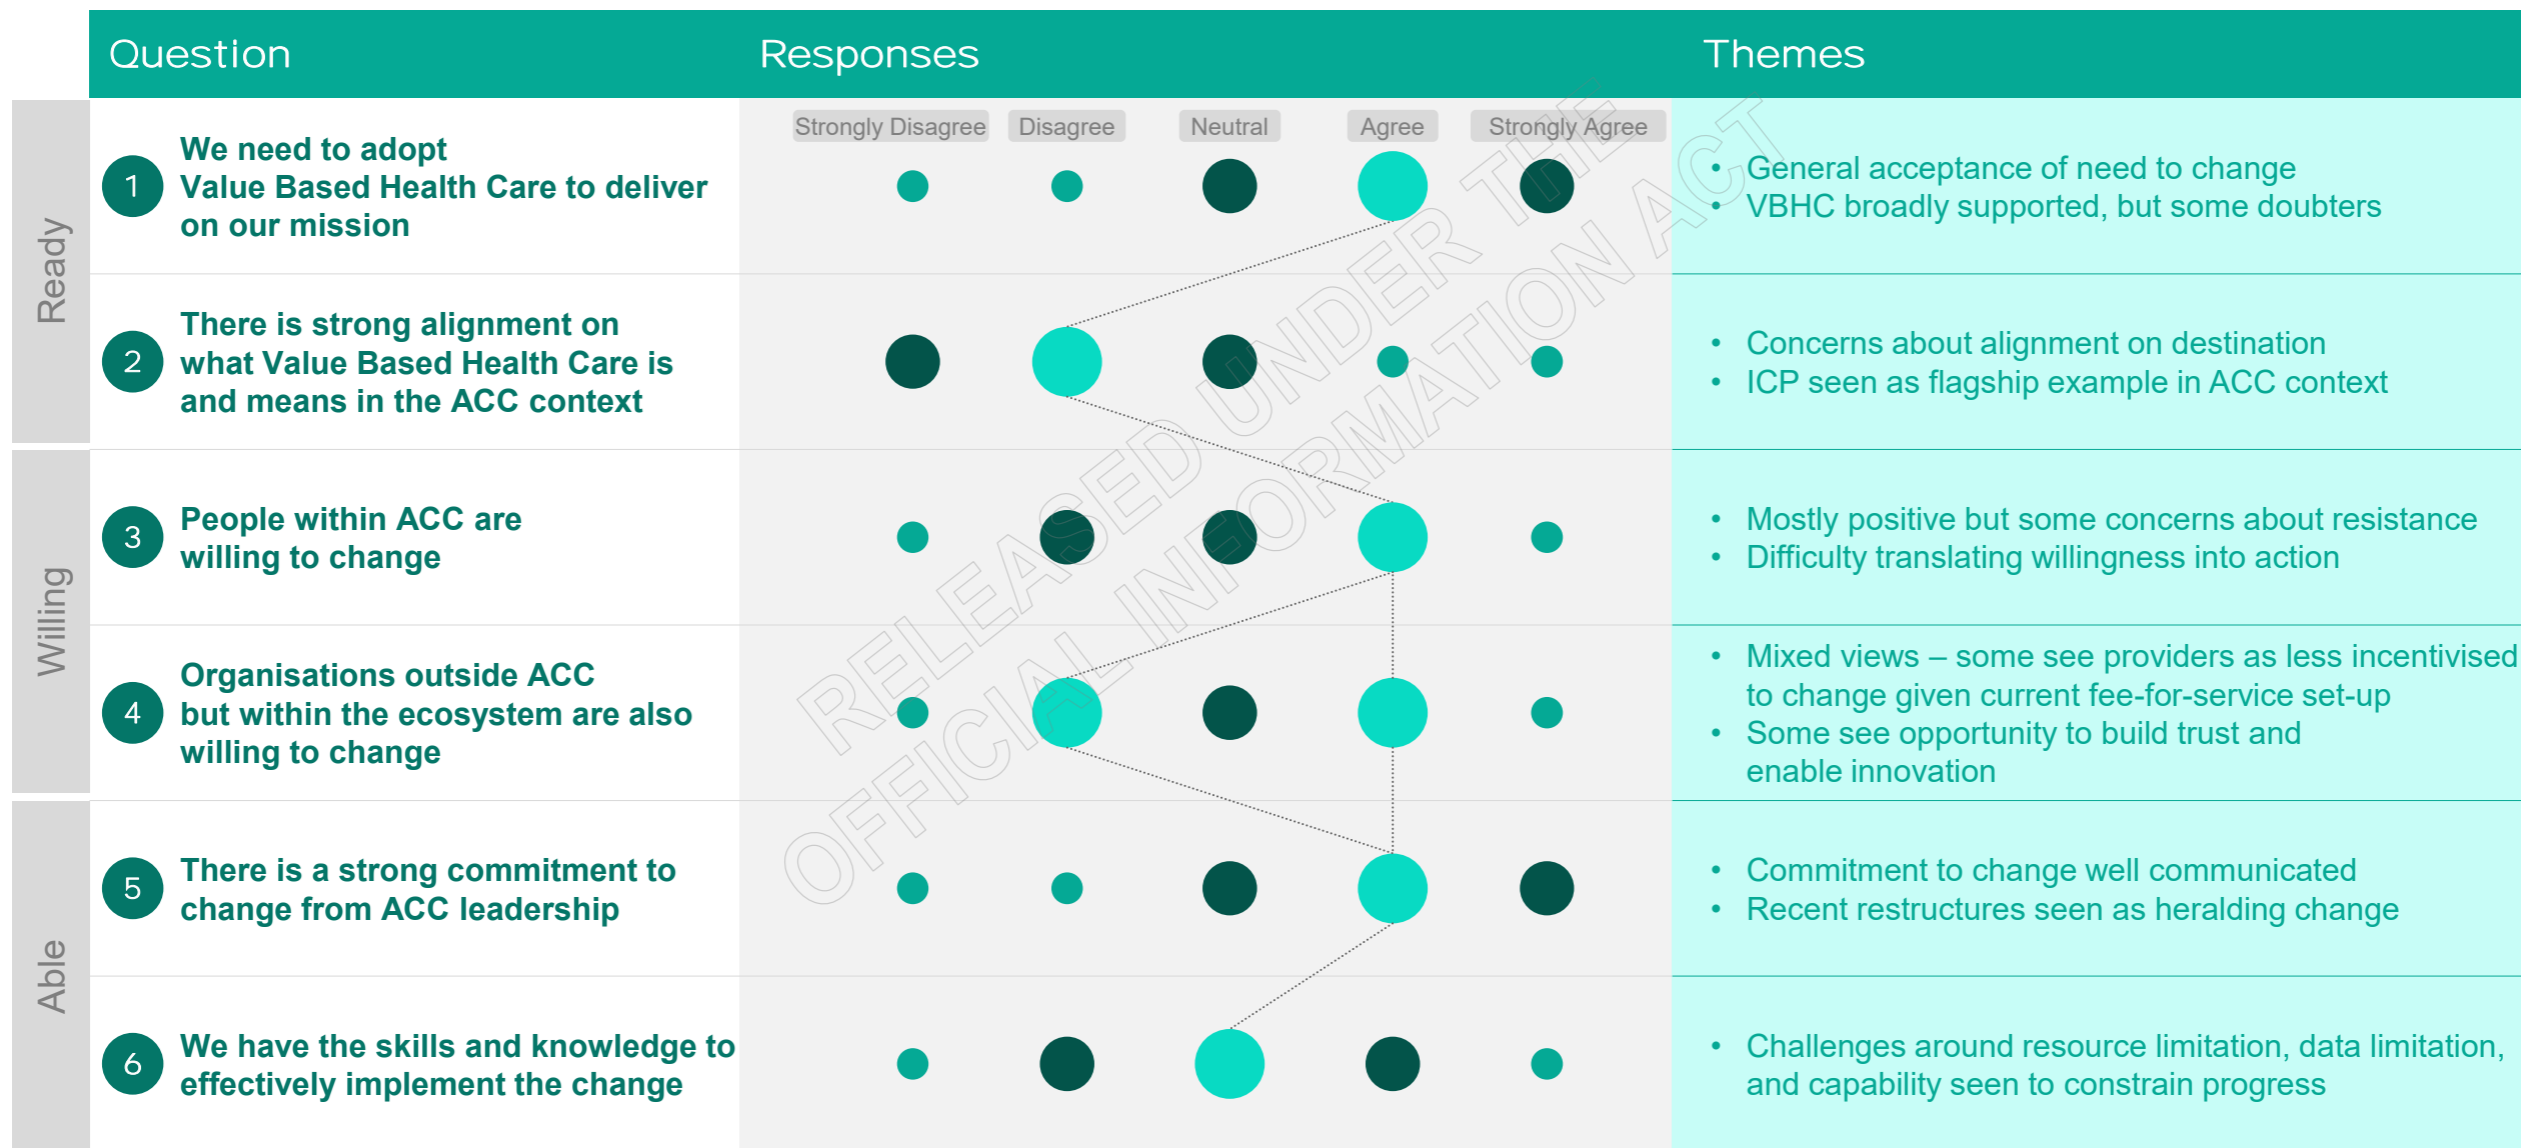 Question Responses Themes
Strongly Disagree Disagree Neutral Agree Strongly Agree
Ready
1
We need to adopt
Value Based Health Care to deliver
on our mission
• General acceptance of need to change
• VBHC broadly supported, but some doubters
2
There is strong alignment on
what Value Based Health Care is
and means in the ACC context
• Concerns about alignment on destination
• ICP seen as flagship example in ACC context
Willing
3
People within ACC are
willing to change
• Mostly positive but some concerns about resistance
• Difficulty translating willingness into action
4
Organisations outside ACC
but within the ecosystem are also
willing to change
• Mixed views – some see providers as less incentivised
to change given current fee-for-service set-up
• Some see opportunity to build trust and
enable innovation
Able
5
There is a strong commitment to
change from ACC leadership
• Commitment to change well communicated
• Recent restructures seen as heralding change
6
We have the skills and knowledge to
effectively implement the change
• Challenges around resource limitation, data limitation,
and capability seen to constrain progress
RELEASED UNDER THE
OFFICIAL INFORMATION ACT